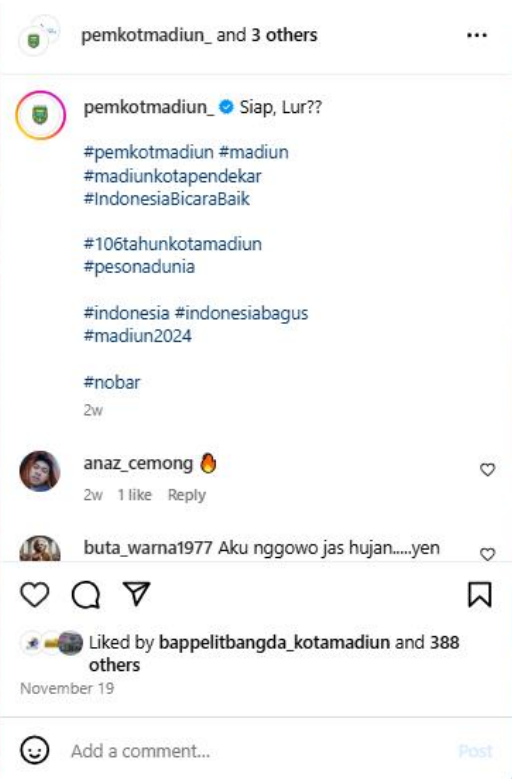 pemkotmadiun_ and 3 others
pemkotmadiun_ Siap, Lur??
#pemkotmadiun #madiun
#madiunkotapendekar
#IndonesiaBicaraBaik
#106tahunkotamadiun
#pesonadunia
#indonesia #indonesiabagus
#madiun2024
#nobar
2w
anaz_cemong 🔥
2w 1 like Reply
buta_warna1977 Aku nggowo jas hujan.....yen
Liked by bappelitbangda_kotamadiun and 388
others
November 19
Add a comment...
Post